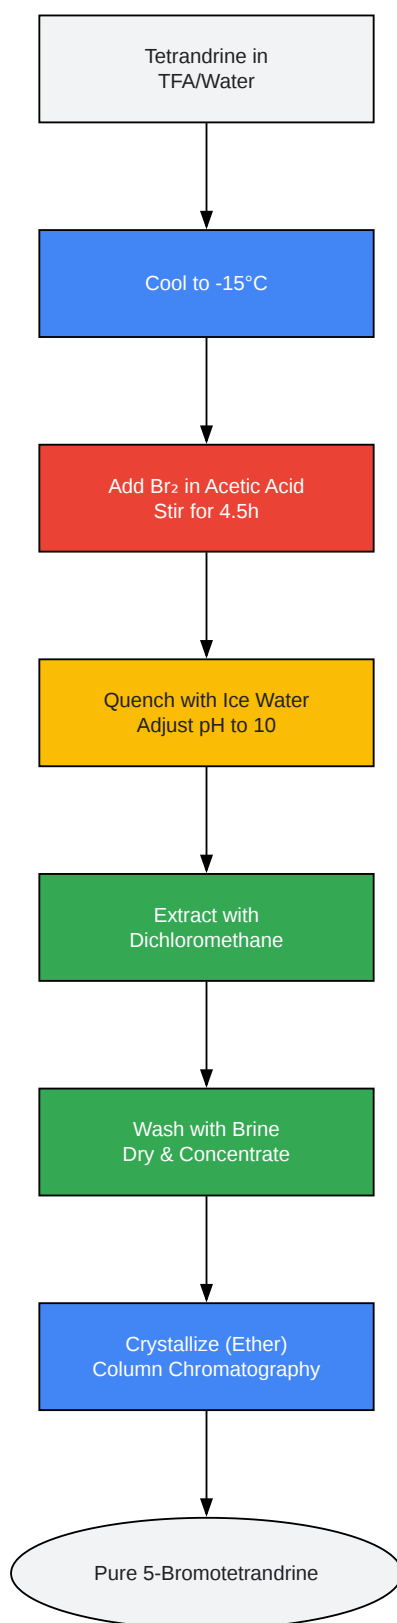 Tetrandrine in
TFA/Water
Cool to -15°C
Add Br₂ in Acetic Acid
Stir for 4.5h
Quench with Ice Water
Adjust pH to 10
Extract with
Dichloromethane
Wash with Brine
Dry & Concentrate
Crystallize (Ether)
Column Chromatography
Pure 5-Bromotetrandrine